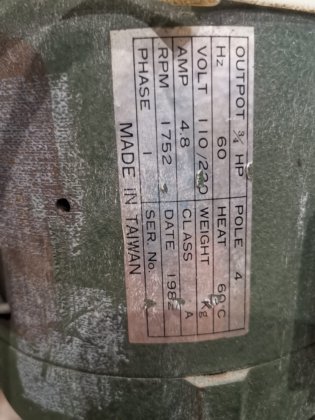 OUTPOT 3/4 HP POLE 4
Hz 60 HEAT 60 C
VOLT 110/220 WEIGHT Kg
AMP 4.8 CLASS A
RPM 1752 DATE 1982
PHASE 1 SER. No.
MADE IN TAIWAN